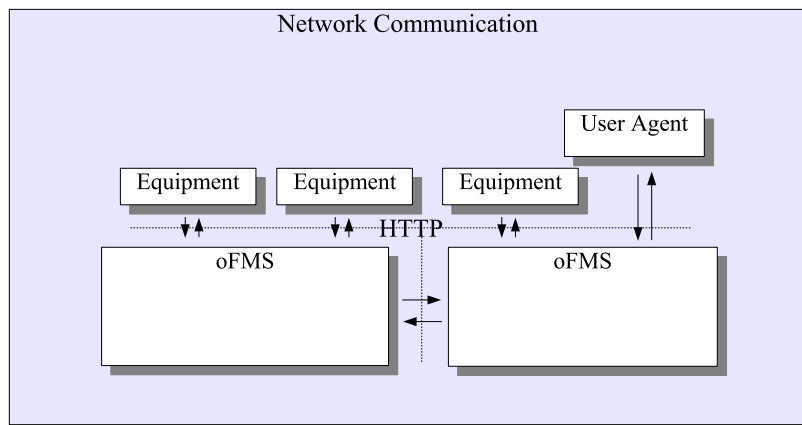 Network Communication
User Agent
Equipment
Equipment
Equipment
HTTP
oFMS
oFMS